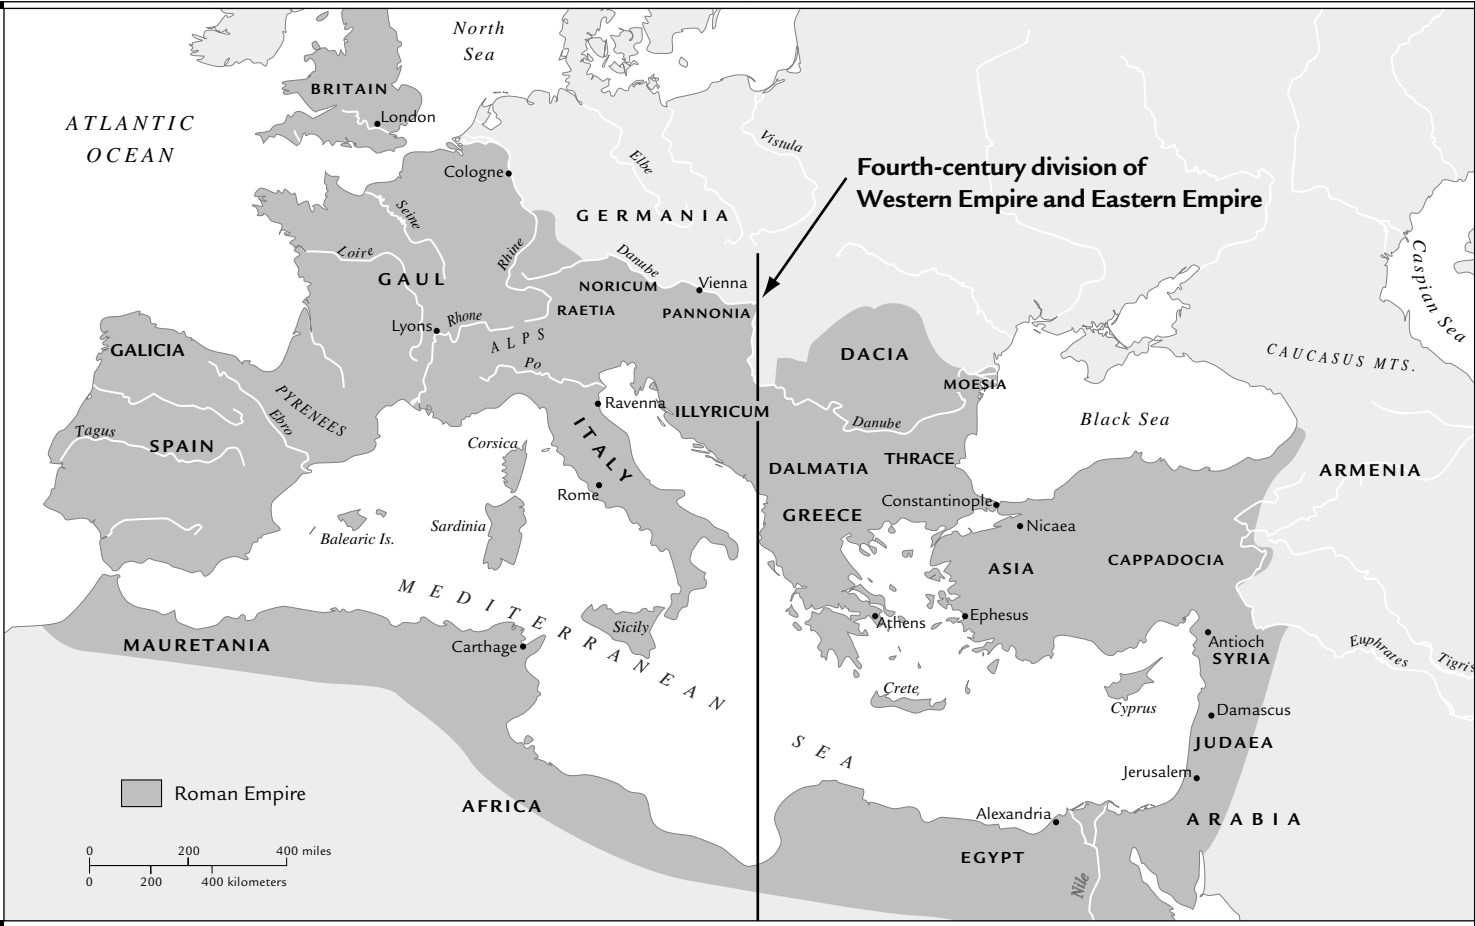 North
Sea
BRITAIN
London
ATLANTIC
OCEAN
Vistula
Elbe
Cologne
Fourth-century division of
Western Empire and Eastern Empire
Seine
GERMANIA
Loire
Rhine
Danube
Caspian Sea
GAUL
NORICUM
Vienna
RAETIA
PANNONIA
Lyons
Rhone
ALPS
GALICIA
DACIA
CAUCASUS MTS.
Po
MOESIA
PYRENEES
Ebro
Ravenna
ILLYRICUM
Black Sea
Danube
Tagus
SPAIN
Corsica
ITALY
THRACE
DALMATIA
ARMENIA
Rome
Constantinople
GREECE
Sardinia
Nicaea
Balearic Is.
ASIA
CAPPADOCIA
MEDITERRANEAN
SEA
Sicily
Athens
Ephesus
MAURETANIA
Carthage
Antioch
SYRIA
Euphrates
Tigris
Crete
Cyprus
Damascus
JUDAEA
Jerusalem
Roman Empire
AFRICA
Alexandria
ARABIA
EGYPT
Nile
0 200 400 miles
0 200 400 kilometers